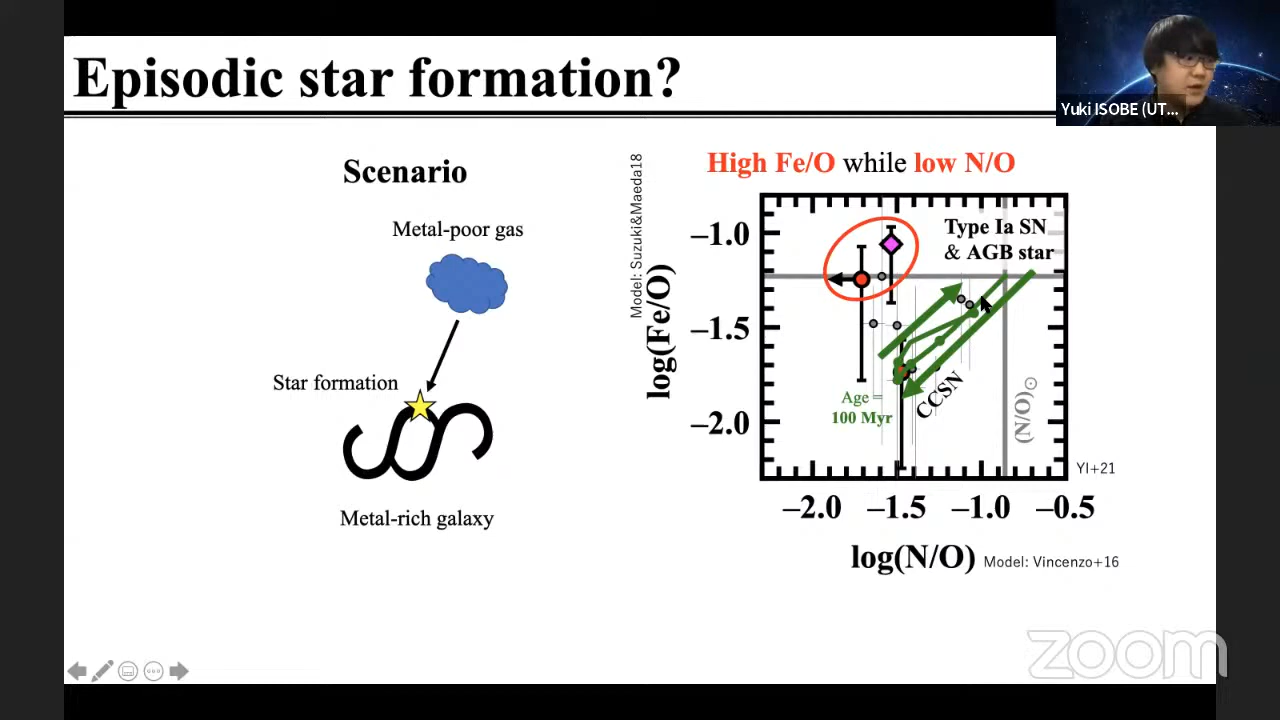 Episodic star formation?
Yuki ISOBE (UT...
Scenario
Metal-poor gas
Star formation
Metal-rich galaxy
High Fe/O while low N/O
Model: Suzuki&Maeda18
log(Fe/O)
–1.0
–1.5
–2.0
Type Ia SN
& AGB star
Age =
100 Myr
CCSN
(N/O)☉
YI+21
–2.0
–1.5
–1.0
–0.5
log(N/O)
Model: Vincenzo+16
zoom